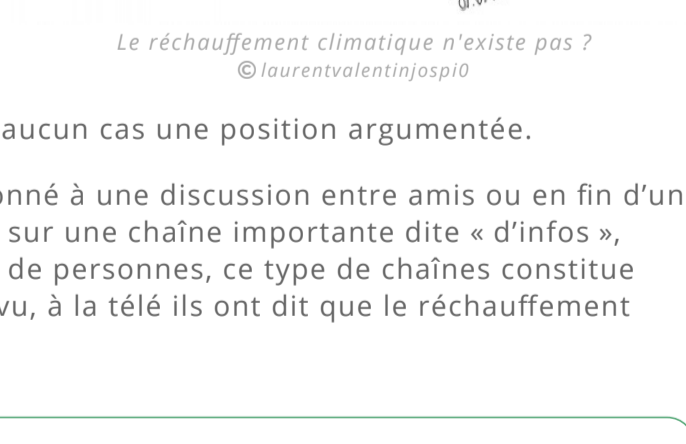 Le réchauffement climatique n'existe pas ?
©laurentvalentinjospi0
aucun cas une position argumentée.
à une discussion entre amis ou en fin d’un
sur une chaîne importante dite « d’infos »,
de personnes, ce type de chaînes constitue
vu, à la télé ils ont dit que le réchauffement